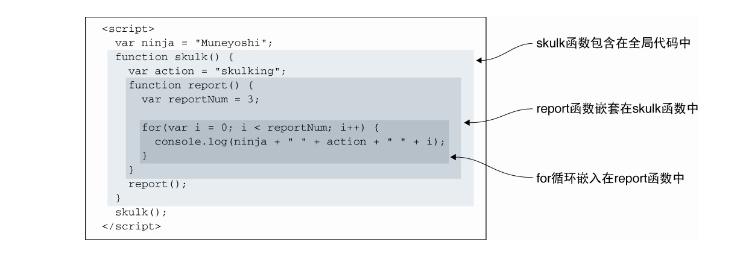 <script>
var ninja = "Muneyoshi";
function skulk() {
var action = "skulking";
function report() {
var reportNum = 3;
for(var i = 0; i < reportNum; i++) {
console.log(ninja + " " + action + " " + i);
}
}
report();
}
skulk();
</script>
skulk函数包含在全局代码中
report函数嵌套在skulk函数中
for循环嵌入在report函数中